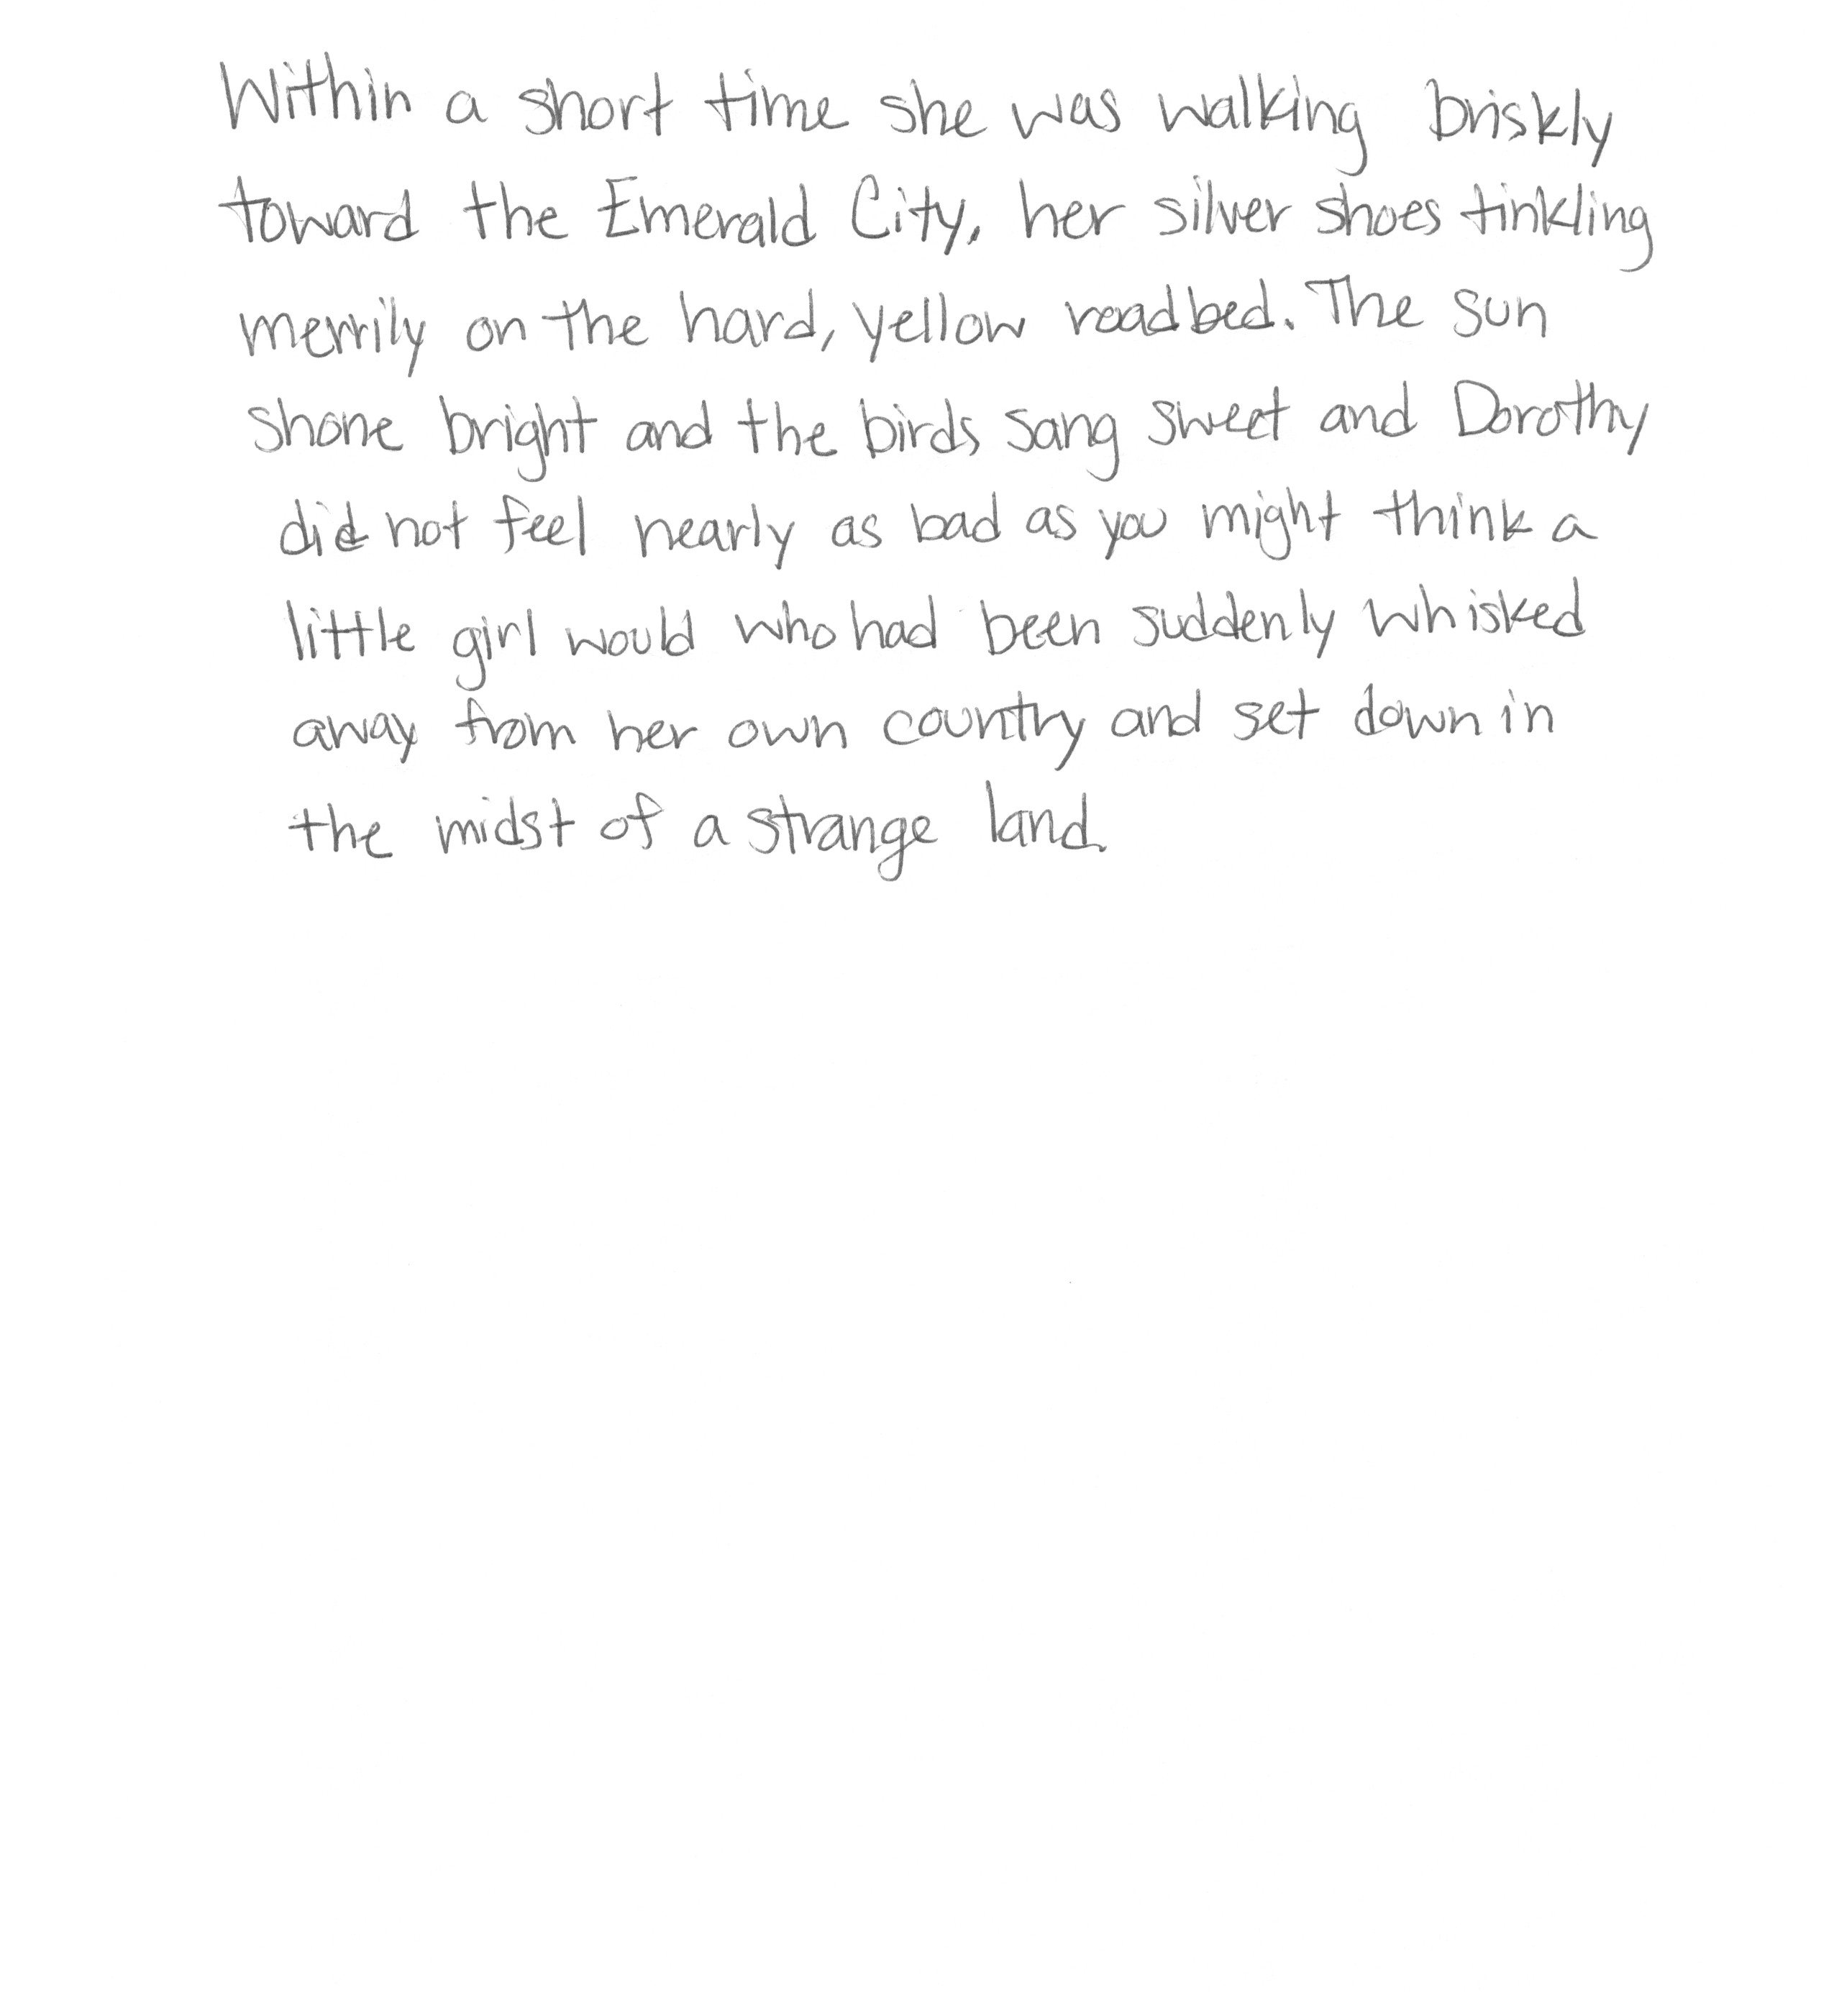 Within a short time she was walking briskly
toward the Emerald City, her silver shoes tinkling
merrily on the hard, yellow roadbed. The sun
shone bright and the birds sang sweet and Dorothy
did not feel nearly as bad as you might think a
little girl would who had been suddenly whisked
away from her own country and set down in
the midst of a strange land.